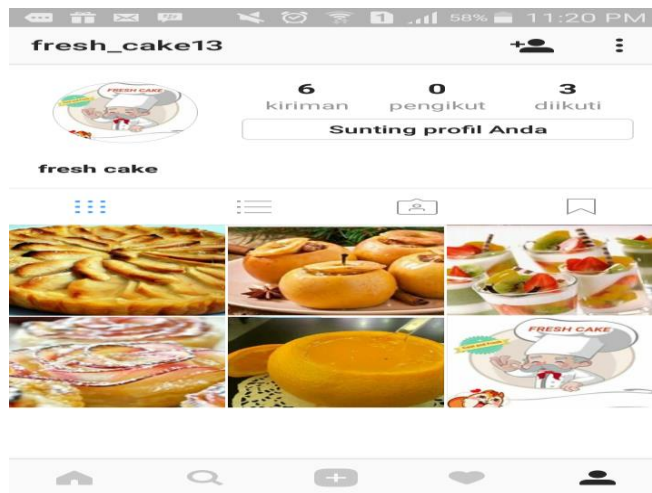 1 58% 11:20 PM
fresh_cake13
FRESH CAKE
6 0 3
kiriman pengikut diikuti
Sunting profil Anda
fresh cake
FRESH CAKE